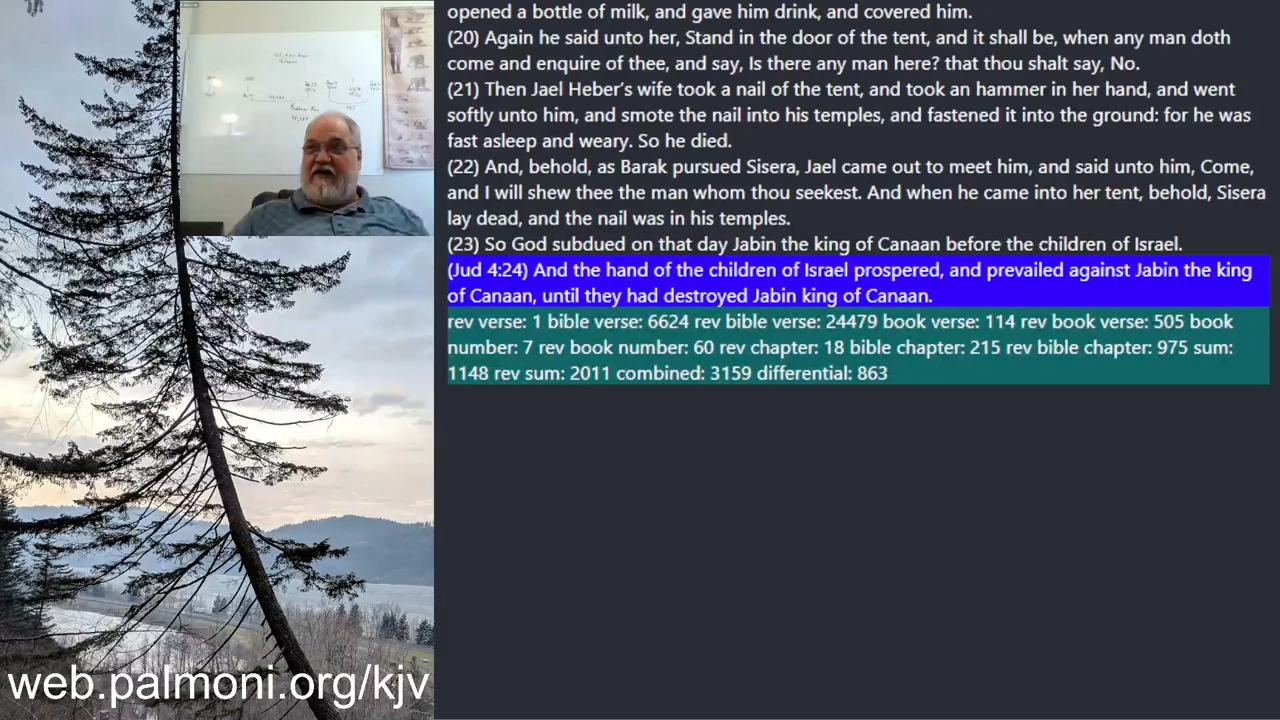 opened a bottle of milk, and gave him drink, and covered him.
(20) Again he said unto her, Stand in the door of the tent, and it shall be, when any man doth
come and enquire of thee, and say, Is there any man here? that thou shalt say, No.
(21) Then Jael Heber's wife took a nail of the tent, and took an hammer in her hand, and went
softly unto him, and smote the nail into his temples, and fastened it into the ground: for he was
fast asleep and weary. So he died.
(22) And, behold, as Barak pursued Sisera, Jael came out to meet him, and said unto him, Come,
and I will shew thee the man whom thou seekest. And when he came into her tent, behold, Sisera
lay dead, and the nail was in his temples.
(23) So God subdued on that day Jabin the king of Canaan before the children of Israel.
(Jud 4:24) And the hand of the children of Israel prospered, and prevailed against Jabin the king
of Canaan, until they had destroyed Jabin king of Canaan.
rev verse: 1 bible verse: 6624 rev bible verse: 24479 book verse: 114 rev book verse: 505 book
number: 7 rev book number: 60 rev chapter: 18 bible chapter: 215 rev bible chapter: 975 sum:
1148 rev sum: 2011 combined: 3159 differential: 863
web.palmoni.org/kjv